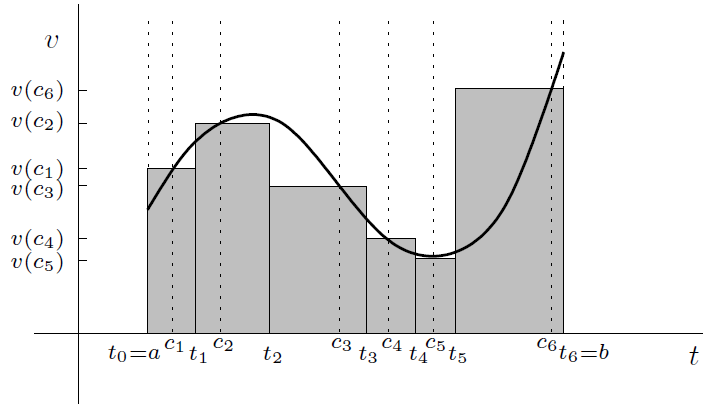 v
v(c₆)
v(c₂)
v(c₁)
v(c₃)
v(c₄)
v(c₅)
t₀=a c₁ t₁ c₂ t₂ c₃ t₃ c₄ t₄ c₅ t₅ c₆ t₆=b t